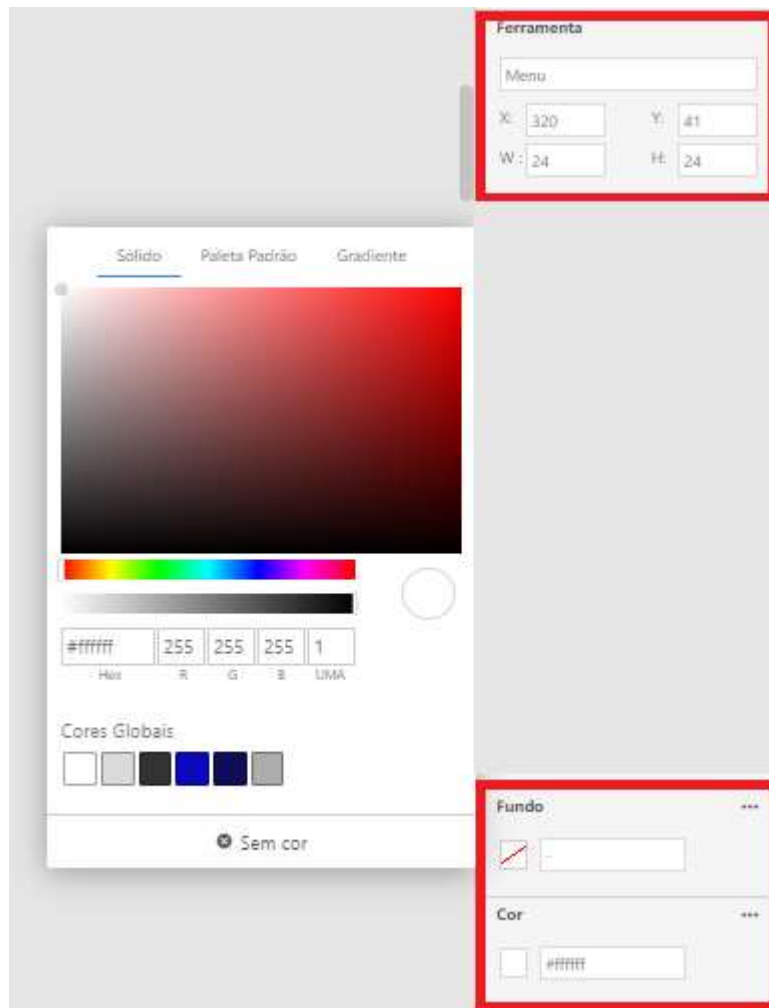 Ferramenta
Menu
X: 320 Y: 41
W : 24 H: 24
Sólido Paleta Padrão Gradiente
#ffffff 255 255 255 1
Hex R G B UMA
Cores Globais
Sem cor
Fundo •••
-
Cor •••
#ffffff